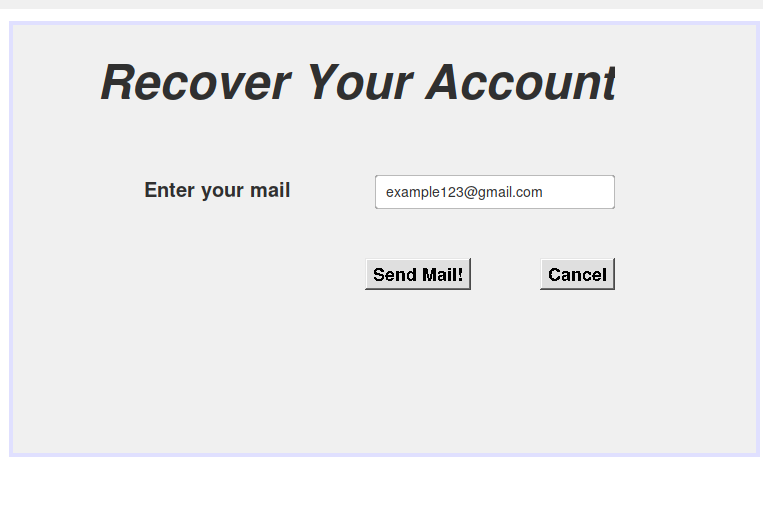 Recover Your Account
Enter your mail
example123@gmail.com
Send Mail!
Cancel